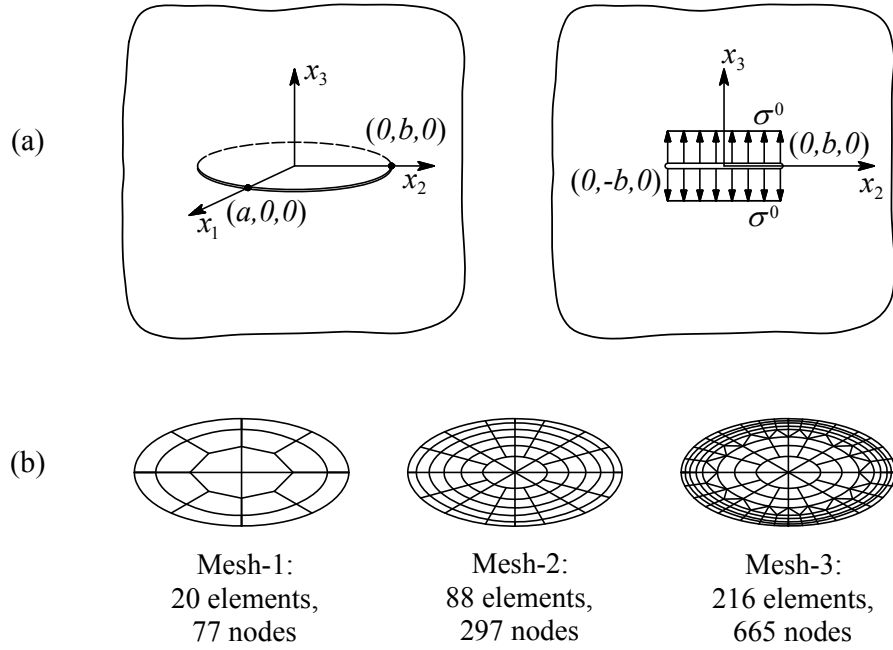 (a)
x3
(0,b,0)
x2
(a,0,0)
x1
x3
σ0
(0,b,0)
(0,-b,0)
x2
σ0
(b)
Mesh-1:
20 elements,
77 nodes
Mesh-2:
88 elements,
297 nodes
Mesh-3:
216 elements,
665 nodes